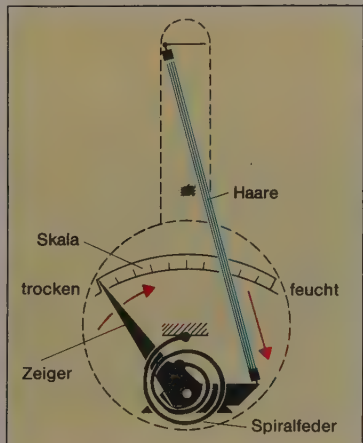 Haare
Skala
trocken
feucht
Zeiger
Spiralfeder